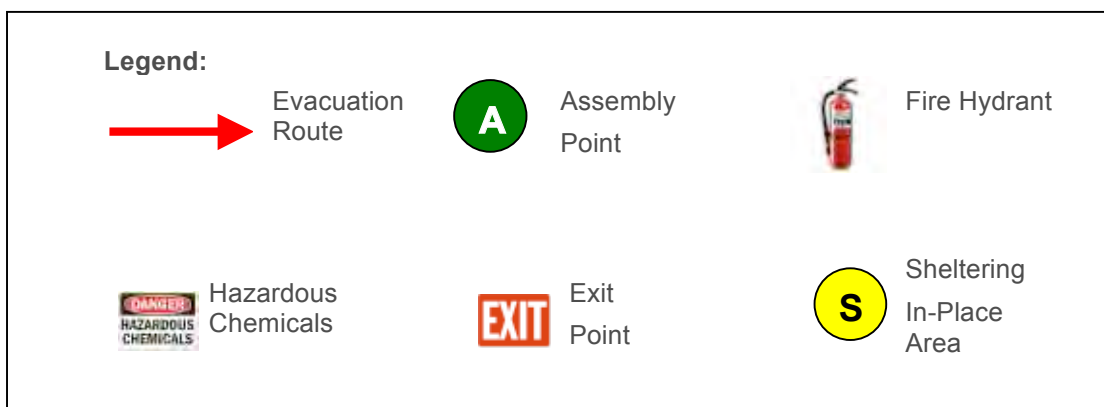 Legend:
Evacuation
Route
A
Assembly
Point
Fire Hydrant
DANGER
HAZARDOUS
CHEMICALS
Hazardous
Chemicals
EXIT
Exit
Point
S
Sheltering
In-Place
Area